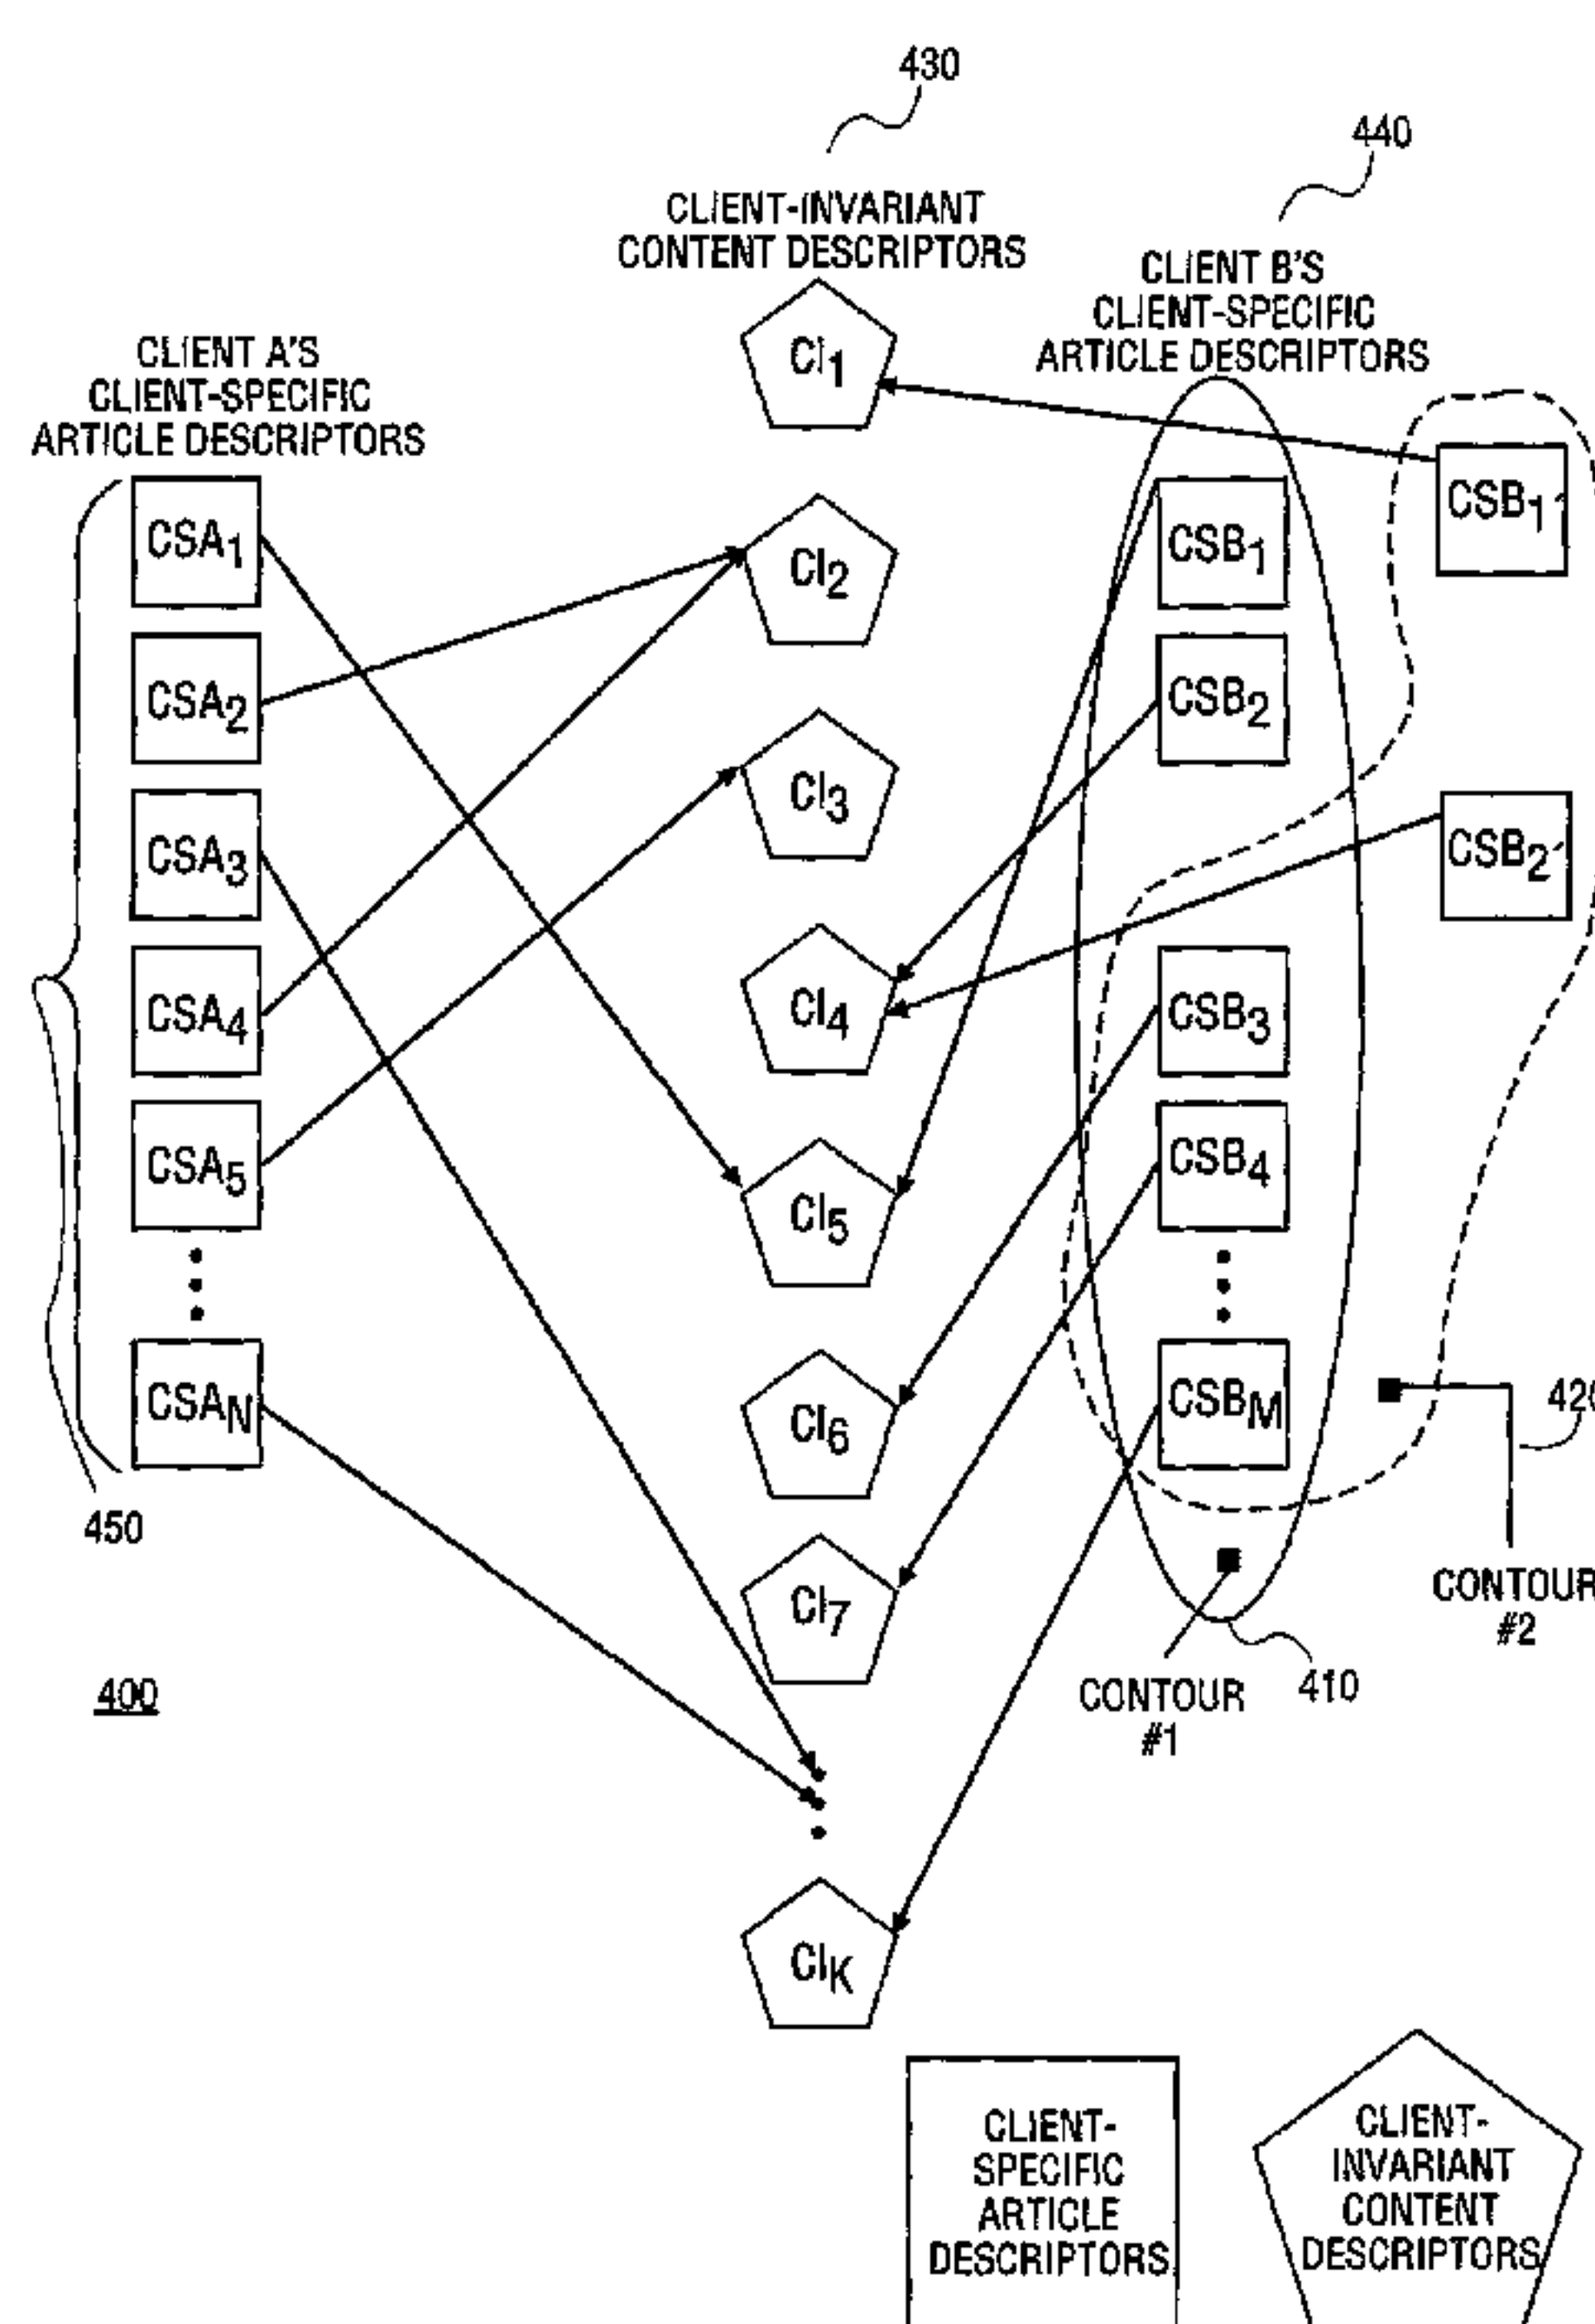 430
440
CLIENT-INVARIANT
CONTENT DESCRIPTORS
CLIENT B'S
CLIENT-SPECIFIC
ARTICLE DESCRIPTORS
CLIENT A'S
CLIENT-SPECIFIC
ARTICLE DESCRIPTORS
CI1
CSB1'
CSA1
CI2
CSB1
CSA2
CSB2
CI3
CSA3
CSB2'
CSA4
CI4
CSB3
CSA5
CI5
CSB4
CSAN
CI6
CSBM
420
450
CI7
CONTOUR
#2
400
CONTOUR
#1
410
CIK
CLIENT-
SPECIFIC
ARTICLE
DESCRIPTORS
CLIENT-
INVARIANT
CONTENT
DESCRIPTORS